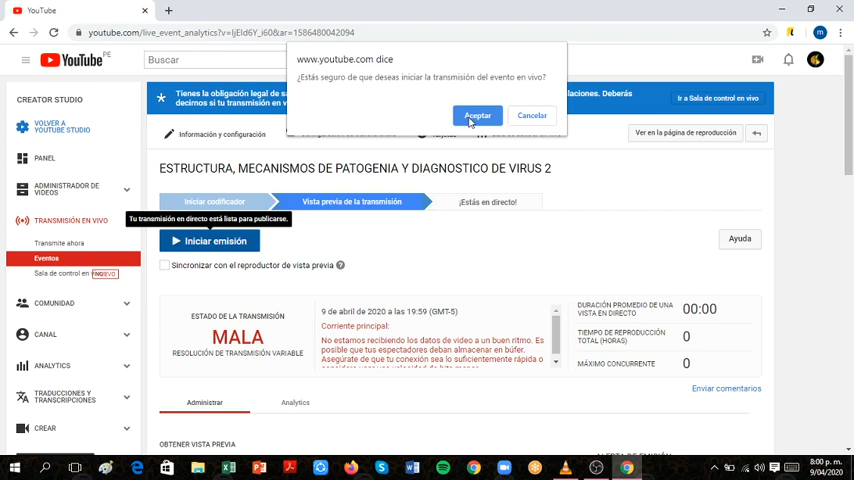 YouTube
youtube.com/live_event_analytics?v=IjEld6Y_i60&ar=1586480042094
YouTube PE
Buscar
www.youtube.com dice
¿Estás seguro de que deseas iniciar la transmisión del evento en vivo?
Aceptar
Cancelar
CREATOR STUDIO
VOLVER A
YOUTUBE STUDIO
PANEL
ADMINISTRADOR DE
VIDEOS
TRANSMISIÓN EN VIVO
Transmite ahora
Eventos
Sala de control en
COMUNIDAD
CANAL
ANALYTICS
TRADUCCIONES Y
TRANSCRIPCIONES
CREAR
Tienes la obligación legal de
laciones. Deberás
decirnos si tu transmisión en
Ir a Sala de control en vivo
Información y configuración
Ver en la página de reproducción
ESTRUCTURA, MECANISMOS DE PATOGENIA Y DIAGNOSTICO DE VIRUS 2
Iniciar codificador
Vista previa de la transmisión
¡Estás en directo!
Tu transmisión en directo está lista para publicarse.
Iniciar emisión
Ayuda
Sincronizar con el reproductor de vista previa
ESTADO DE LA TRANSMISIÓN
MALA
RESOLUCIÓN DE TRANSMISIÓN VARIABLE
9 de abril de 2020 a las 19:59 (GMT-5)
Corriente principal:
No estamos recibiendo los datos de video a un buen ritmo. Es
posible que tus espectadores deban almacenar en búfer.
Asegúrate de que tu conexión sea lo suficientemente rápida o
DURACIÓN PROMEDIO DE UNA
VISTA EN DIRECTO
00:00
TIEMPO DE REPRODUCCIÓN
TOTAL (HORAS)
0
MÁXIMO CONCURRENTE
0
Enviar comentarios
Administrar
Analytics
OBTENER VISTA PREVIA
8:00 p. m.
9/04/2020